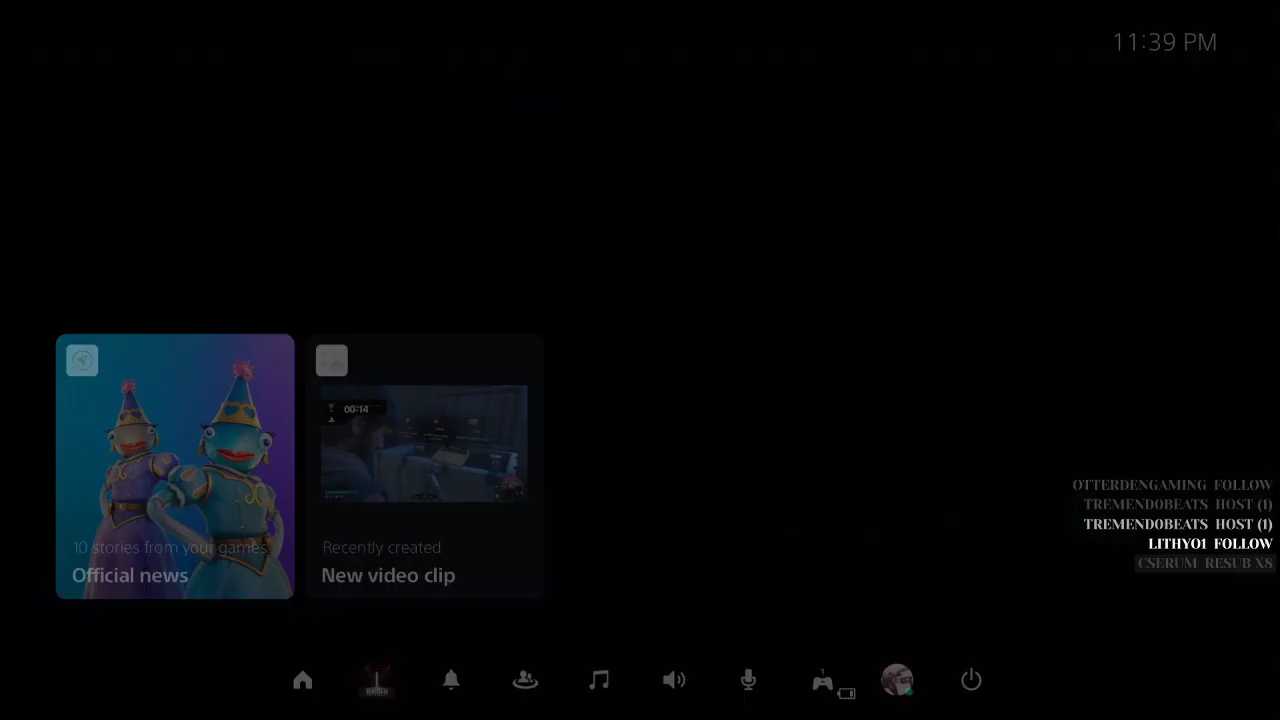 11:39 PM
10 stories from your games
Official news
00:14
Recently created
New video clip
OTTERDENGAMING FOLLOW
TREMENDOBEATS HOST (1)
TREMENDOBEATS HOST (1)
LITHYO1 FOLLOW
CSERUM RESUB X8